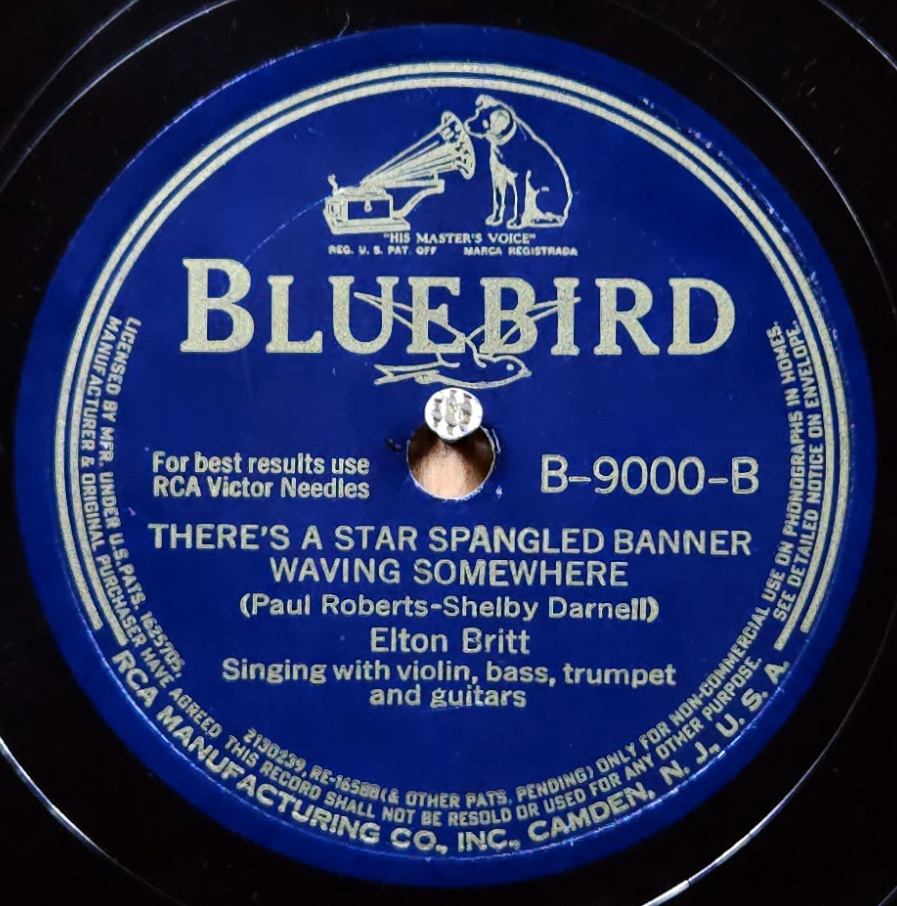 "HIS MASTER'S VOICE"
REG. U. S. PAT. OFF MARCA REGISTRADA
BLUEBIRD
For best results use
RCA Victor Needles
B-9000-B
THERE'S A STAR SPANGLED BANNER
WAVING SOMEWHERE
(Paul Roberts-Shelby Darnell)
Elton Britt
Singing with violin, bass, trumpet
and guitars
LICENSED BY MFR. UNDER U.S. PATS. 1625705, 2130239, RE-16588 (& OTHER PATS. PENDING) ONLY FOR NON-COMMERCIAL USE ON PHONOGRAPHS IN HOMES.
MANUFACTURER & ORIGINAL PURCHASER HAVE AGREED THIS RECORD SHALL NOT BE RESOLD OR USED FOR ANY OTHER PURPOSE. SEE DETAILED NOTICE ON ENVELOPE.
RCA MANUFACTURING CO., INC., CAMDEN, N. J., U. S. A.